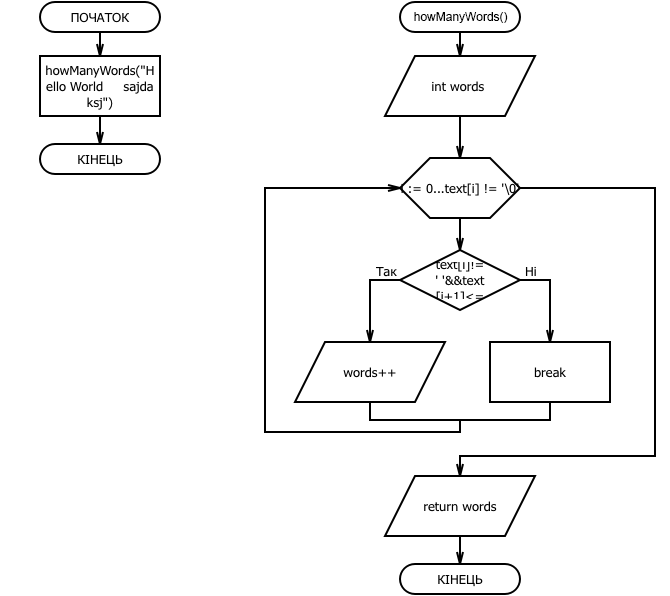 ПОЧАТОК
howManyWords("H
ello World sajda
ksj")
КІНЕЦЬ
howManyWords()
int words
:= 0...text[i] != '\0
text[i]!=
' '&&text
[i+1]<=
Так
Ні
words++
break
return words
КІНЕЦЬ